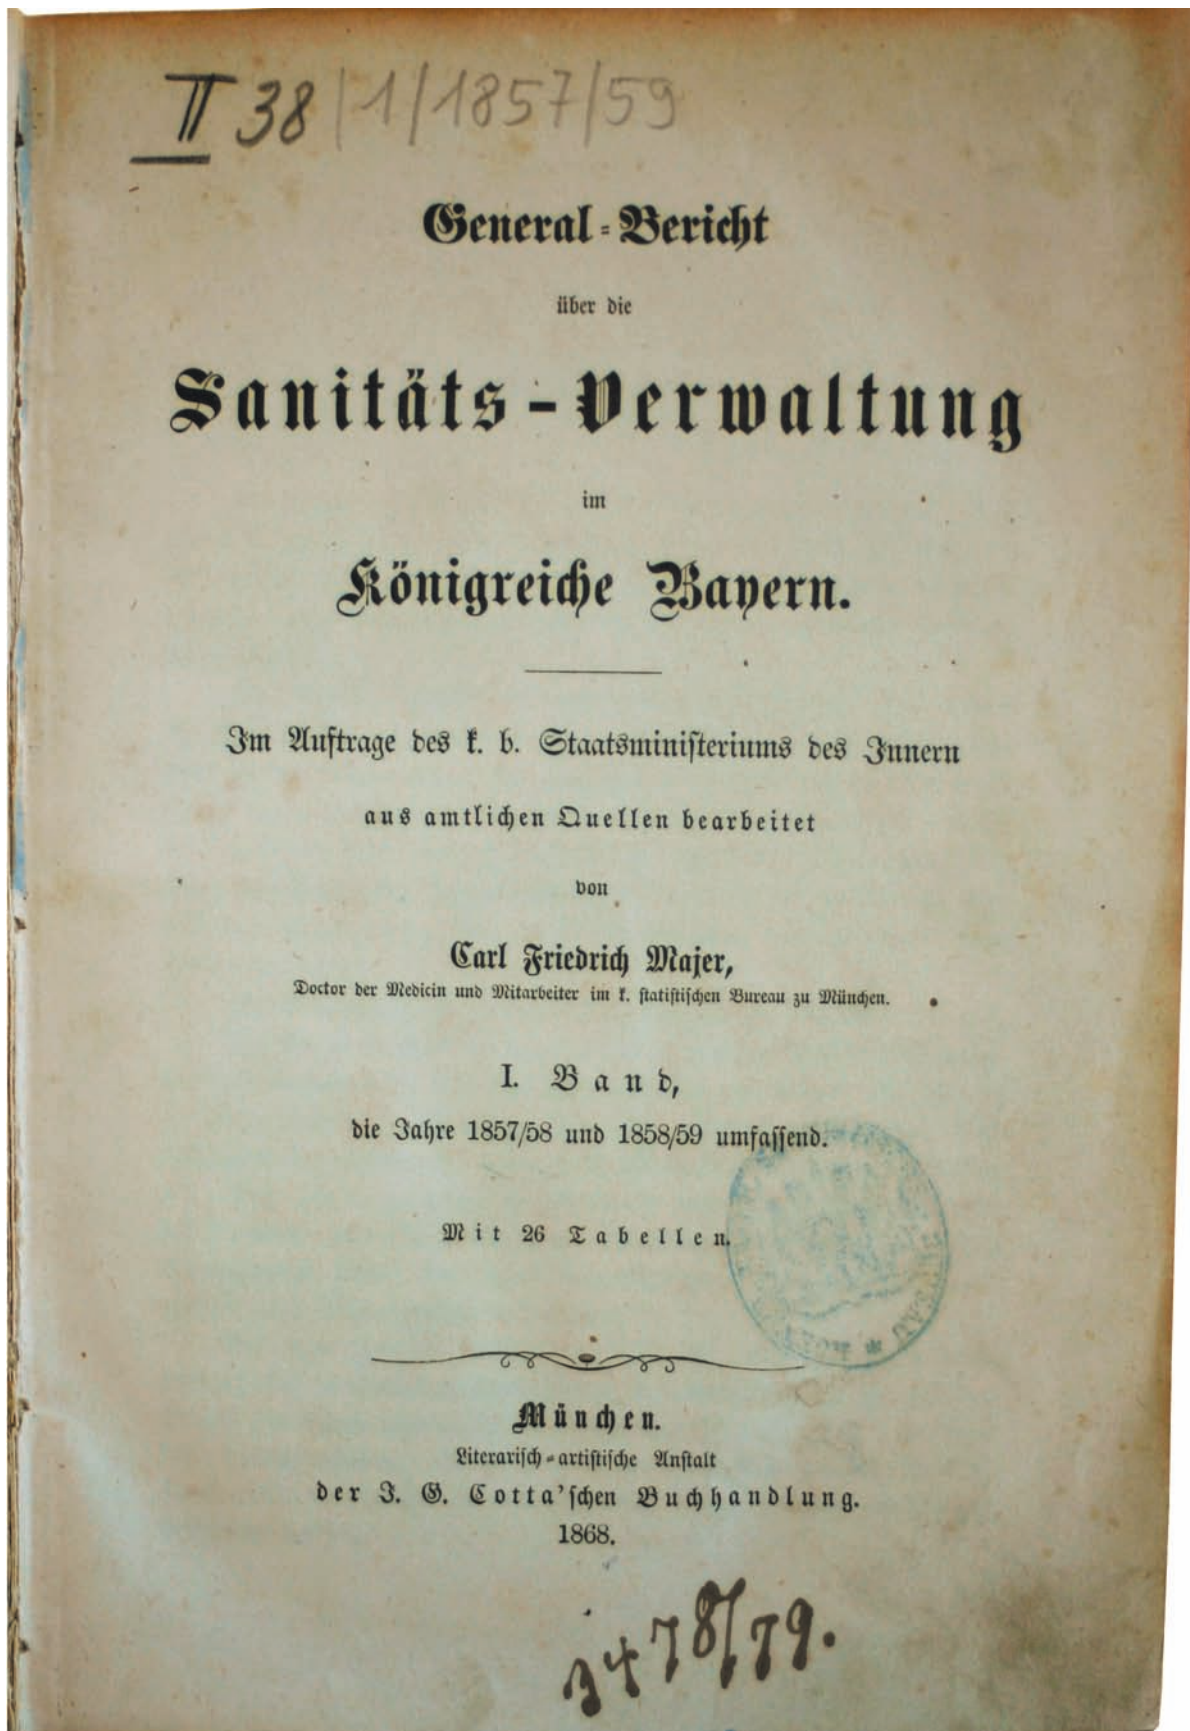 II 38/1/1857/59
General-Bericht
über die
Sanitäts-Verwaltung
im
Königreiche Bayern.
Im Auftrage des k. b. Staatsministeriums des Innern
aus amtlichen Quellen bearbeitet
von
Carl Friedrich Majer,
Doctor der Medicin und Mitarbeiter im k. statistischen Bureau zu München.
I. Band,
die Jahre 1857/58 und 1858/59 umfassend.
Mit 26 Tabellen.
München.
Literarisch-artistische Anstalt
der J. G. Cotta'schen Buchhandlung.
1868.
3478/79.